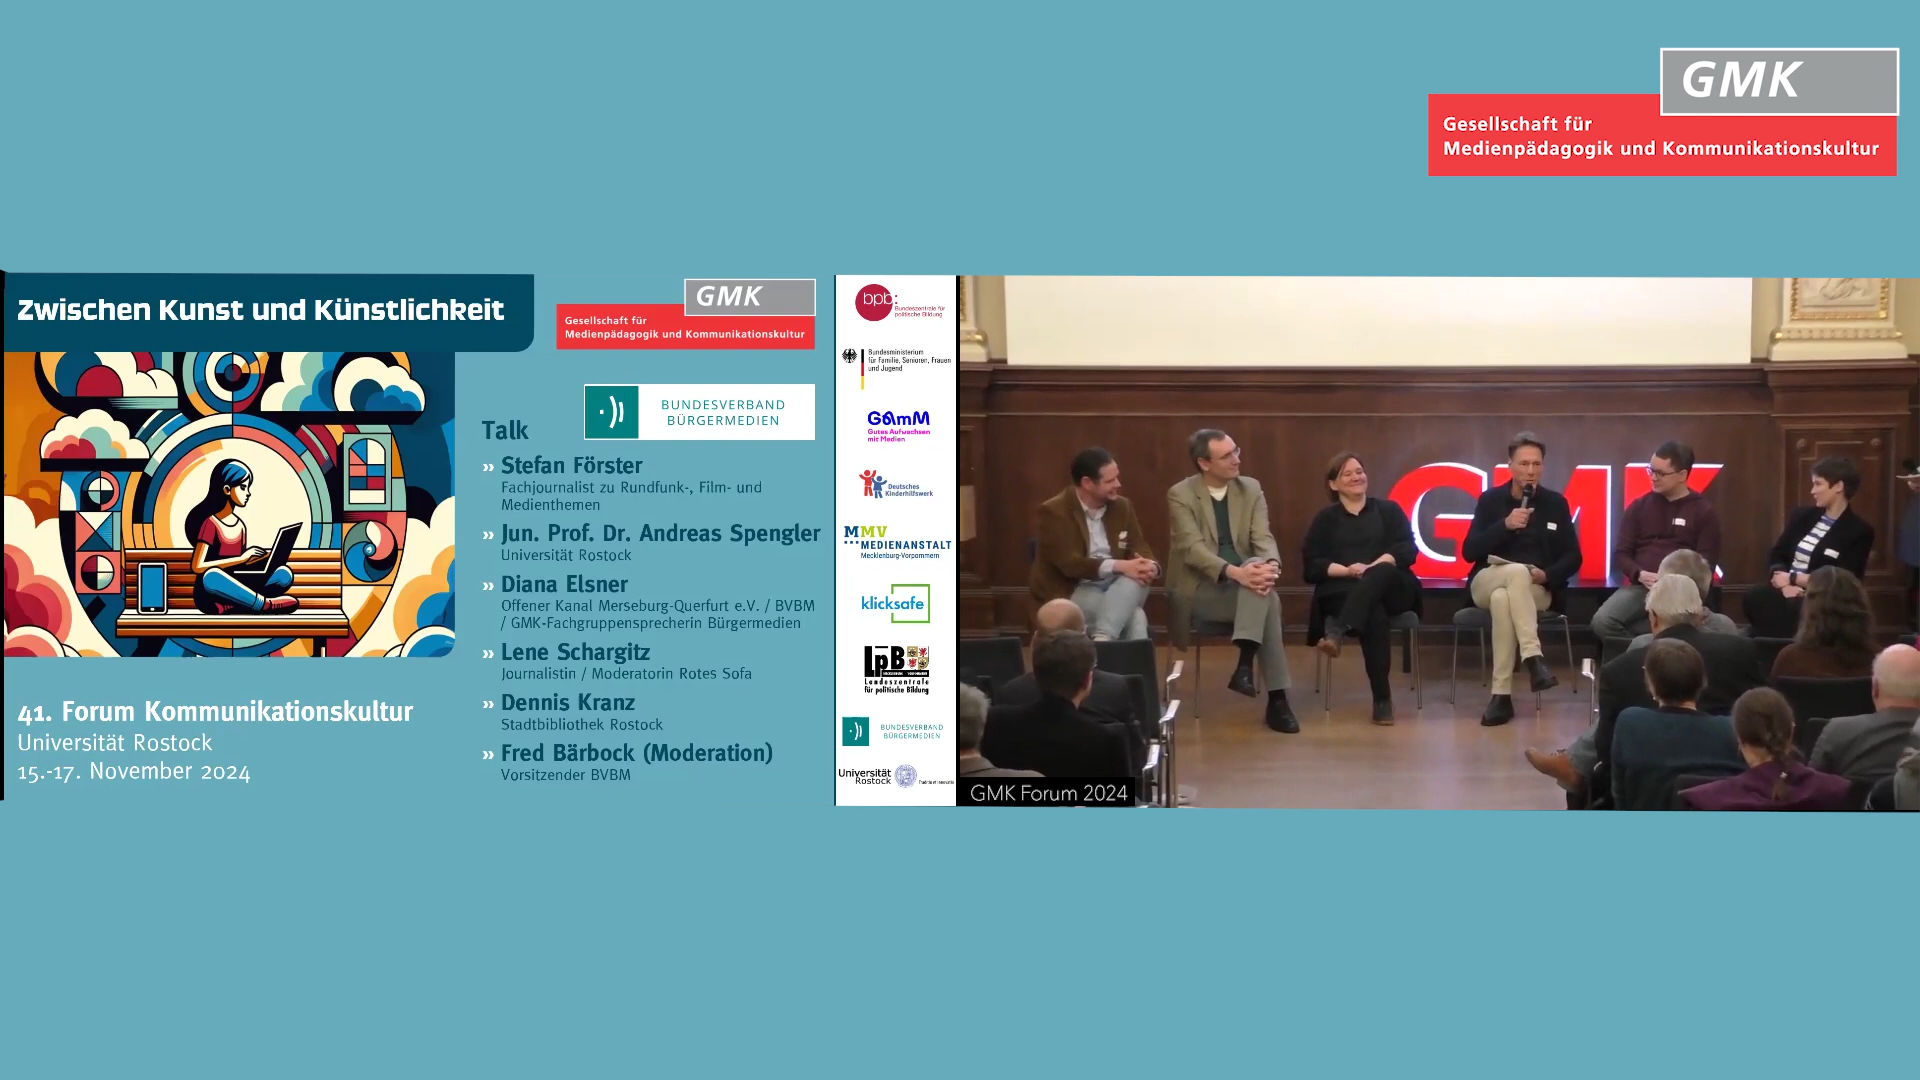 GMK
Gesellschaft für
Medienpädagogik und Kommunikationskultur
Zwischen Kunst und Künstlichkeit
GMK
Gesellschaft für
Medienpädagogik und Kommunikationskultur
BUNDESVERBAND
BÜRGERMEDIEN
Talk
» Stefan Förster
Fachjournalist zu Rundfunk-, Film- und
Medienthemen
» Jun. Prof. Dr. Andreas Spengler
Universität Rostock
» Diana Elsner
Offener Kanal Merseburg-Querfurt e.V. / BVBM
/ GMK-Fachgruppensprecherin Bürgermedien
» Lene Schargitz
Journalistin / Moderatorin Rotes Sofa
» Dennis Kranz
Stadtbibliothek Rostock
» Fred Bärbock (Moderation)
Vorsitzender BVBM
41. Forum Kommunikationskultur
Universität Rostock
15.-17. November 2024
bpb:
Bundeszentrale für
politische Bildung
Bundesministerium
für Familie, Senioren, Frauen
und Jugend
GAmM
Gutes Aufwachsen
mit Medien
Deutsches
Kinderhilfswerk
MMV
MEDIENANSTALT
Mecklenburg-Vorpommern
klicksafe
LpB
Landeszentrale
für politische Bildung
BUNDESVERBAND
BÜRGERMEDIEN
Universität
Rostock
GMK
GMK Forum 2024